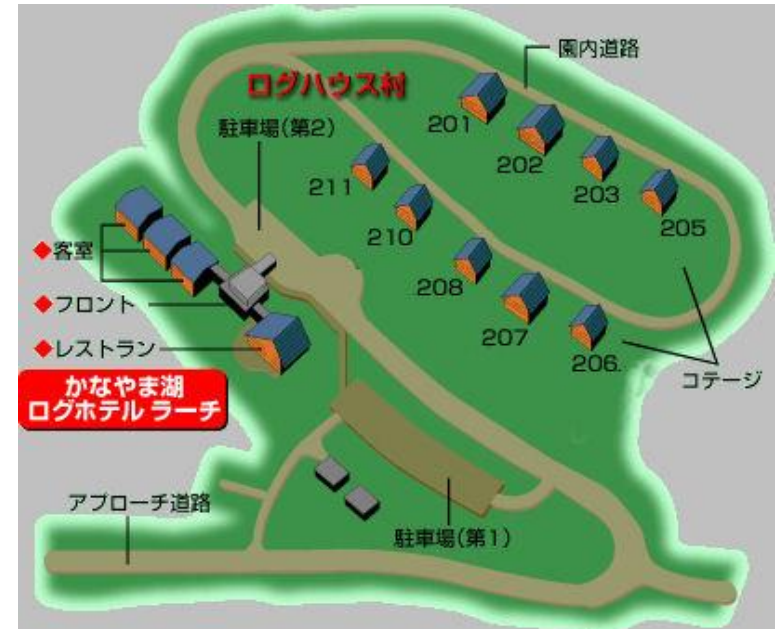 園内道路
ログハウス村
駐車場(第2)
201
202
203
205
211
210
208
207
206.
コテージ
◆客室
◆フロント
◆レストラン
かなやま湖
ログホテル ラーチ
アプローチ道路
駐車場(第1)